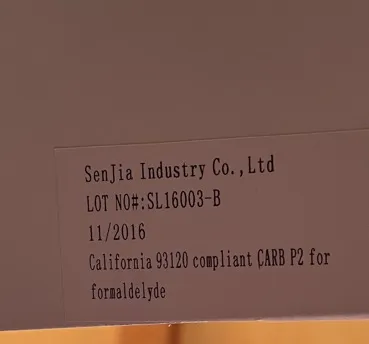 SenJia Industry Co.,Ltd
LOT NO#:SL16003-B
11/2016
California 93120 compliant CARB P2 for
formaldelyde